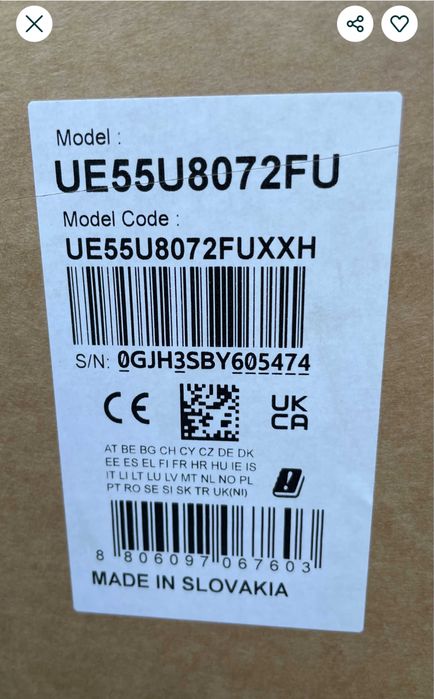 Model :
UE55U8072FU
Model Code :
UE55U8072FUXXH
S/N: 0GJH3SBY605474
CE
UK
CA
AT BE BG CH CY CZ DE DK
EE ES EL FI FR HR HU IE IS
IT LI LT LU LV MT NL NO PL
PT RO SE SI SK TR UK(NI)
8 806097 067603
MADE IN SLOVAKIA